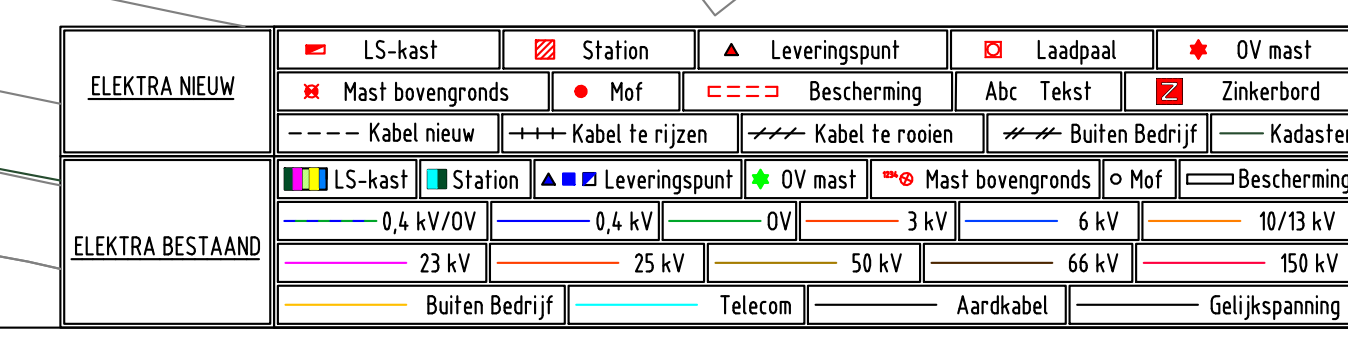 ELEKTRA NIEUW
LS-kast Station Leveringspunt Laadpaal OV mast
Mast bovengronds Mof Bescherming Abc Tekst Z Zinkerbord
Kabel nieuw Kabel te rijzen Kabel te rooien Buiten Bedrijf Kadaster
ELEKTRA BESTAAND
LS-kast Station Leveringspunt OV mast 1234 Mast bovengronds Mof Bescherming
0,4 kV/OV 0,4 kV OV 3 kV 6 kV 10/13 kV
23 kV 25 kV 50 kV 66 kV 150 kV
Buiten Bedrijf Telecom Aardkabel Gelijkspanning